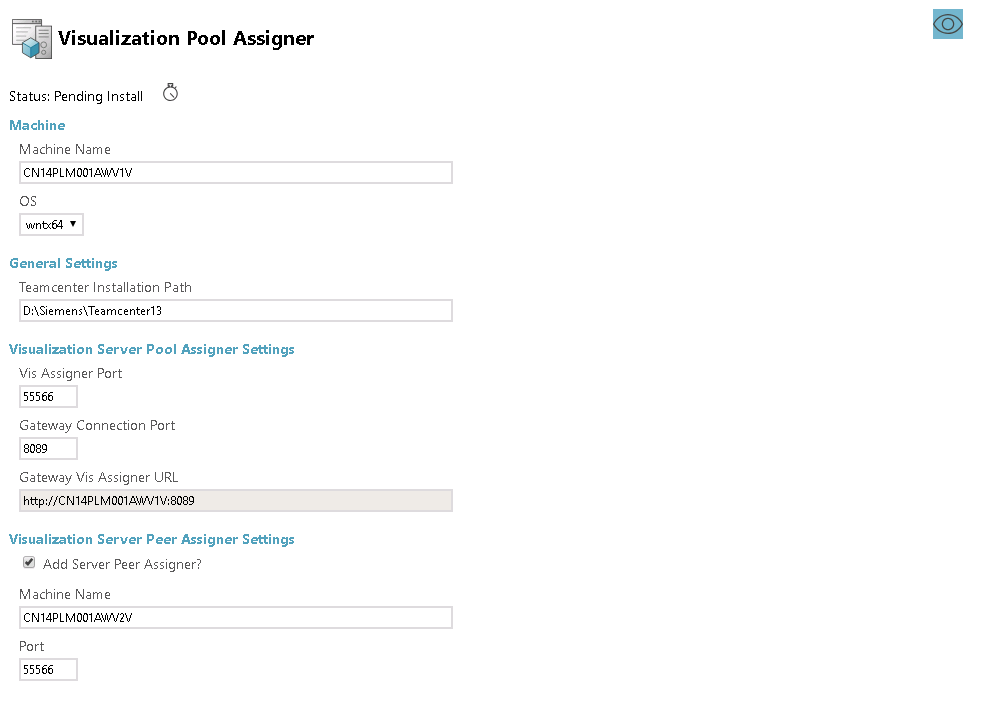 Visualization Pool Assigner
Status: Pending Install
Machine
Machine Name
CN14PLM001AWV1V
OS
wntx64
General Settings
Teamcenter Installation Path
D:\Siemens\Teamcenter13
Visualization Server Pool Assigner Settings
Vis Assigner Port
55566
Gateway Connection Port
8089
Gateway Vis Assigner URL
http://CN14PLM001AWV1V:8089
Visualization Server Peer Assigner Settings
Add Server Peer Assigner?
Machine Name
CN14PLM001AWV2V
Port
55566